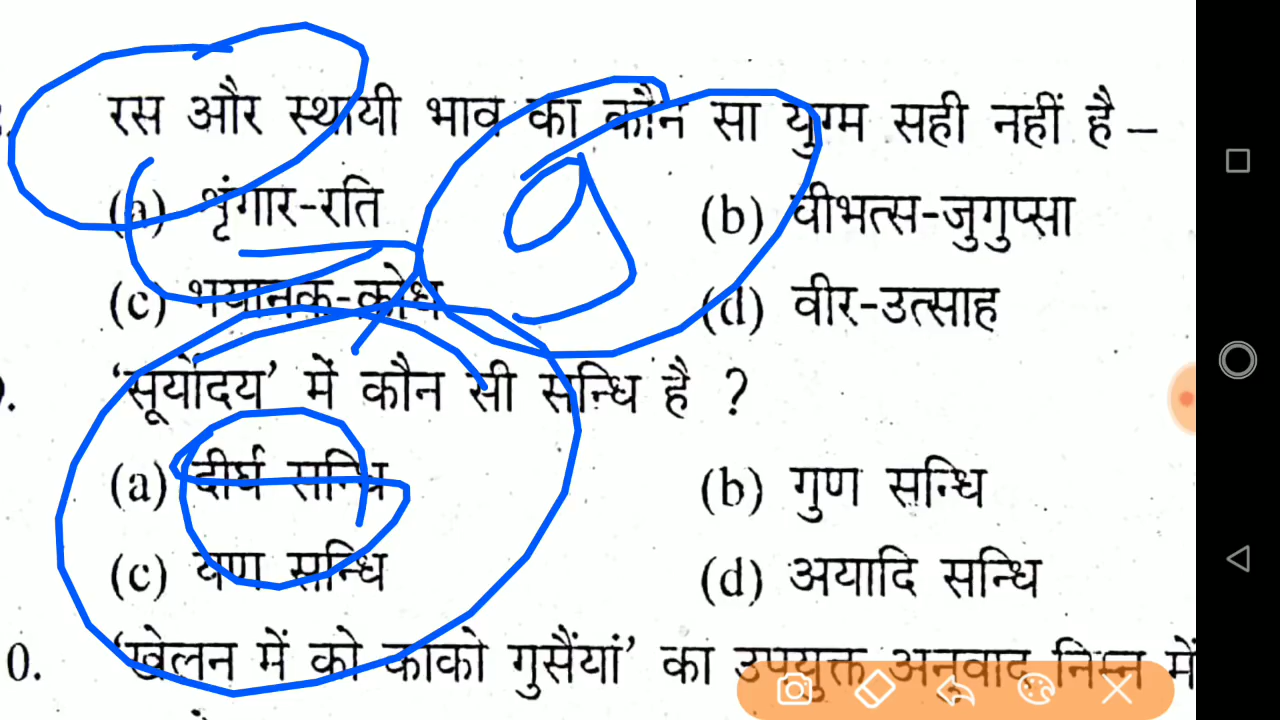 रस और स्थायी भाव का कौन सा युग्म सही नहीं है –
(a) शृंगार-रति (b) वीभत्स-जुगुप्सा
(c) भयानक-क्रोध (d) वीर-उत्साह
'सूर्योदय' में कौन सी सन्धि है ?
(a) दीर्घ सन्धि (b) गुण सन्धि
(c) यण सन्धि (d) अयादि सन्धि
0. 'खेलन में को काको गुसैंयां' का उपयुक्त अनुवाद निम्न में